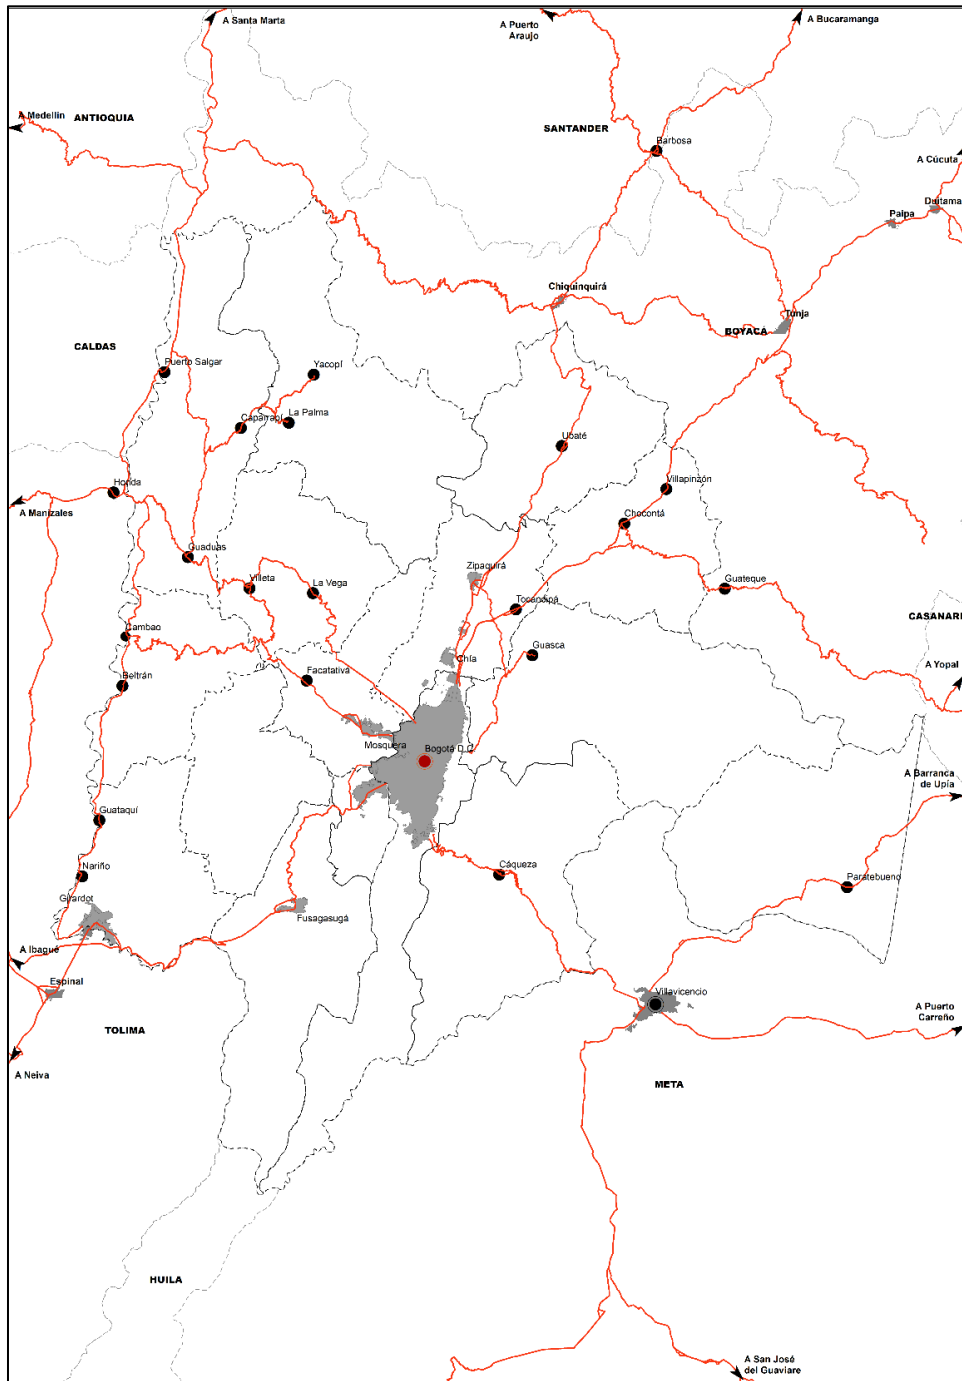 A Santa Marta
A Puerto
Araujo
A Bucaramanga
A Medellin
ANTIOQUIA
SANTANDER
Barbosa
A Cúcuta
Duitama
Paipa
Chiquinquirá
Tunja
BOYACÁ
CALDAS
Puerto Salgar
Yacopí
La Palma
Caparrapí
Ubaté
Honda
Villapinzón
A Manizales
Chocontá
Guaduas
Zipaquirá
Villeta
La Vega
Guateque
Tocancipá
CASANARE
Cambao
Guasca
Chía
A Yopal
Beltrán
Facatativá
Mosquera
Bogotá D.C
A Barranca
de Upía
Guataquí
Nariño
Cáqueza
Paratebueno
Girardot
Fusagasugá
A Ibagué
Espinal
Villavicencio
A Puerto
Carreño
TOLIMA
A Neiva
META
HUILA
A San José
del Guaviare